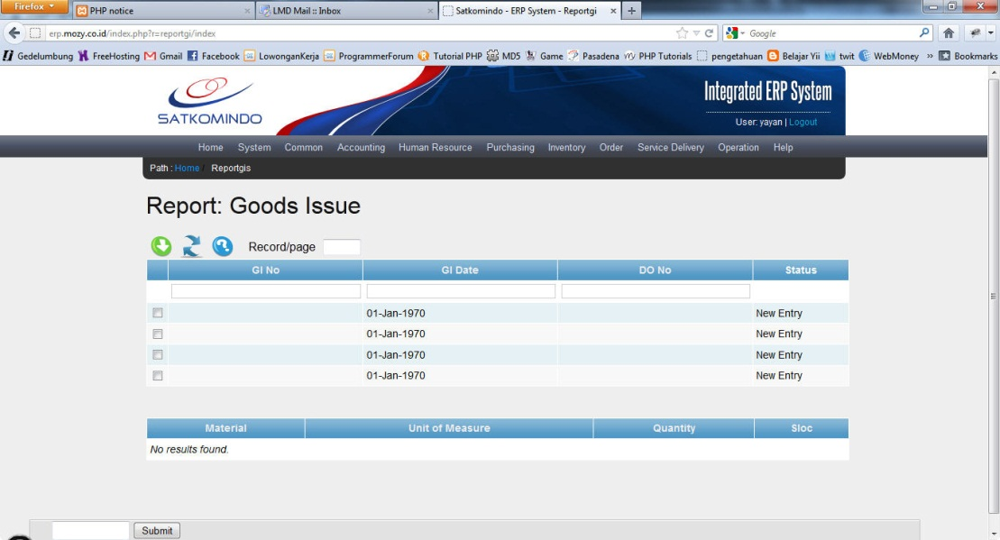 Firefox
PHP notice
LMD Mail :: Inbox
Satkomindo - ERP System - Reportgi
erp.mozy.co.id/index.php?r=reportgi/index
Google
Gedelumbung FreeHosting Gmail Facebook LowonganKerja ProgrammerForum Tutorial PHP MD5 Game Pasadena PHP Tutorials pengetahuan Belajar Yii twit WebMoney » Bookmarks
SATKOMINDO
Integrated ERP System
User: yayan | Logout
Home System Common Accounting Human Resource Purchasing Inventory Order Service Delivery Operation Help
Path : Home / Reportgis
Report: Goods Issue
Record/page
GI No GI Date DO No Status
01-Jan-1970 New Entry
01-Jan-1970 New Entry
01-Jan-1970 New Entry
01-Jan-1970 New Entry
Material Unit of Measure Quantity Sloc
No results found.
Submit